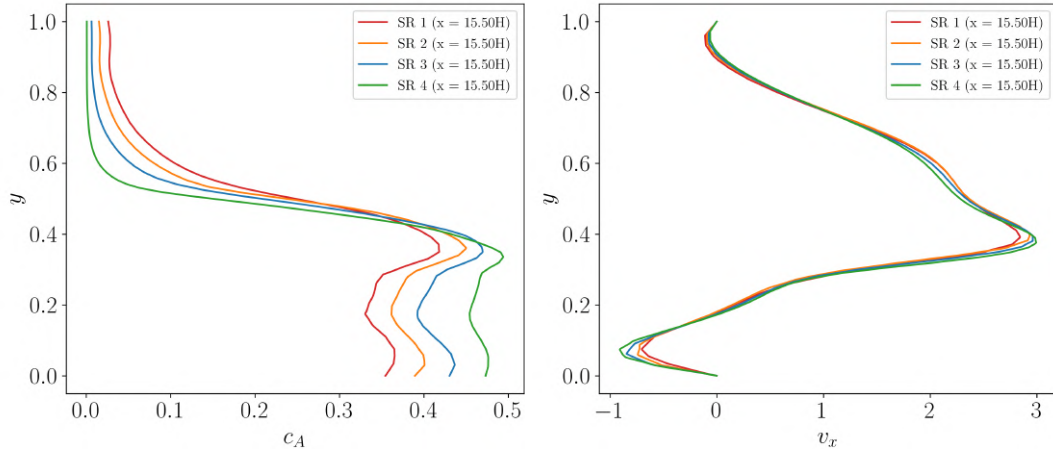 SR 1 (x = 15.50H)
SR 2 (x = 15.50H)
SR 3 (x = 15.50H)
SR 4 (x = 15.50H)
1.0
0.8
0.6
0.4
0.2
0.0
y
0.0 0.1 0.2 0.3 0.4 0.5
c_A
SR 1 (x = 15.50H)
SR 2 (x = 15.50H)
SR 3 (x = 15.50H)
SR 4 (x = 15.50H)
1.0
0.8
0.6
0.4
0.2
0.0
y
−1 0 1 2 3
v_x